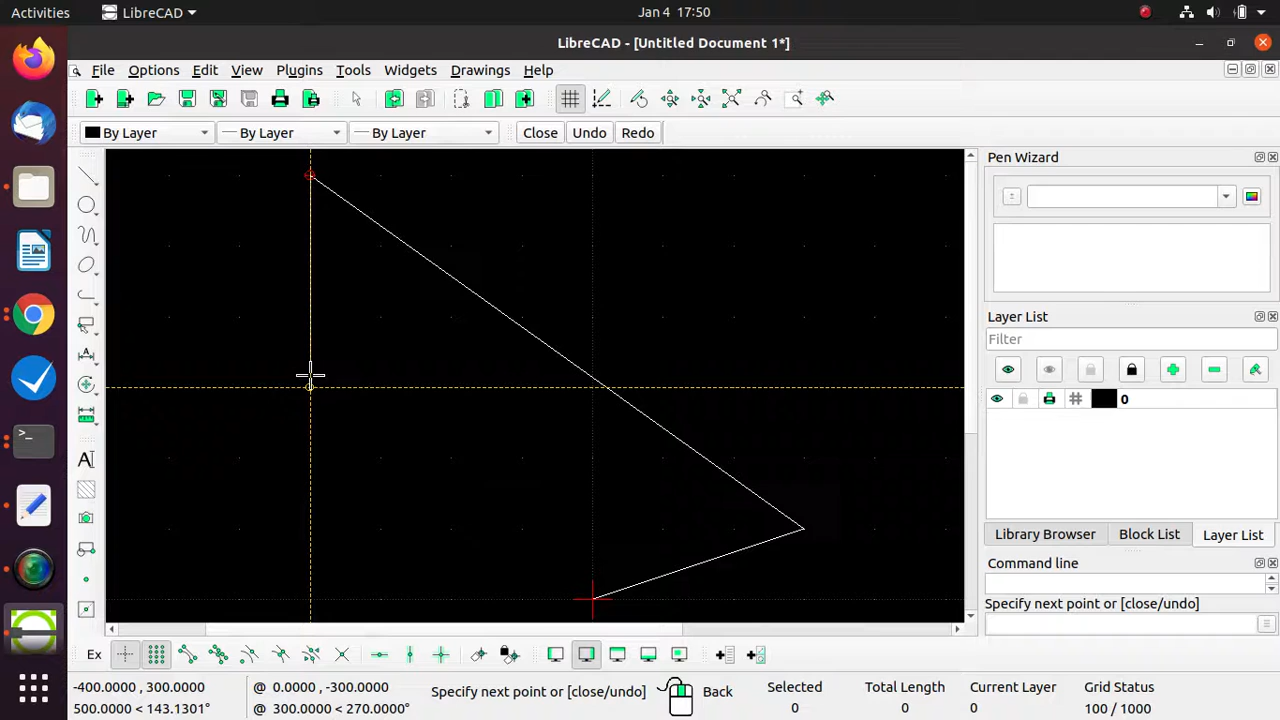 Activities LibreCAD Jan 4 17:50
LibreCAD - [Untitled Document 1*]
File Options Edit View Plugins Tools Widgets Drawings Help
By Layer By Layer By Layer Close Undo Redo
Pen Wizard
Layer List
Filter
0
Library Browser Block List Layer List
Command line
Specify next point or [close/undo]
Ex
-400.0000 , 300.0000
500.0000 < 143.1301°
@ 0.0000 , -300.0000
@ 300.0000 < 270.0000°
Specify next point or [close/undo]
Back
Selected
0
Total Length
0
Current Layer
0
Grid Status
100 / 1000